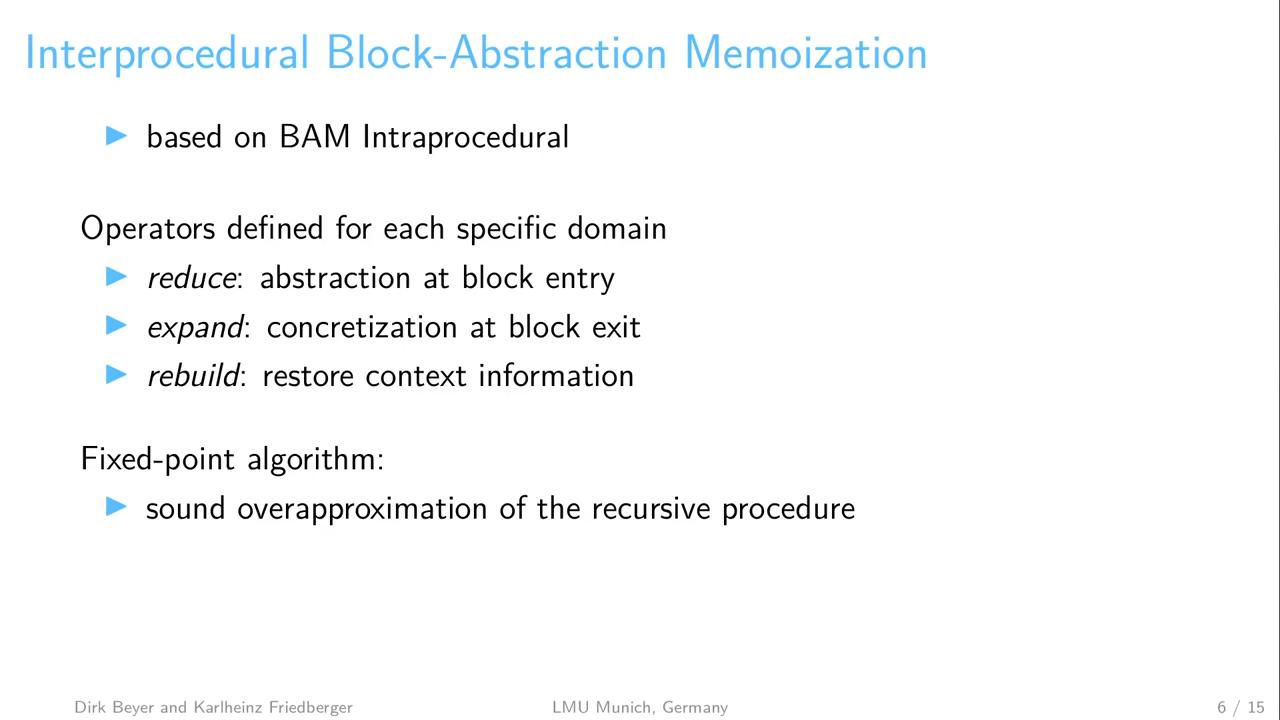 Interprocedural Block-Abstraction Memoization
▶ based on BAM Intraprocedural
Operators defined for each specific domain
▶ reduce: abstraction at block entry
▶ expand: concretization at block exit
▶ rebuild: restore context information
Fixed-point algorithm:
▶ sound overapproximation of the recursive procedure
Dirk Beyer and Karlheinz Friedberger LMU Munich, Germany 6 / 15